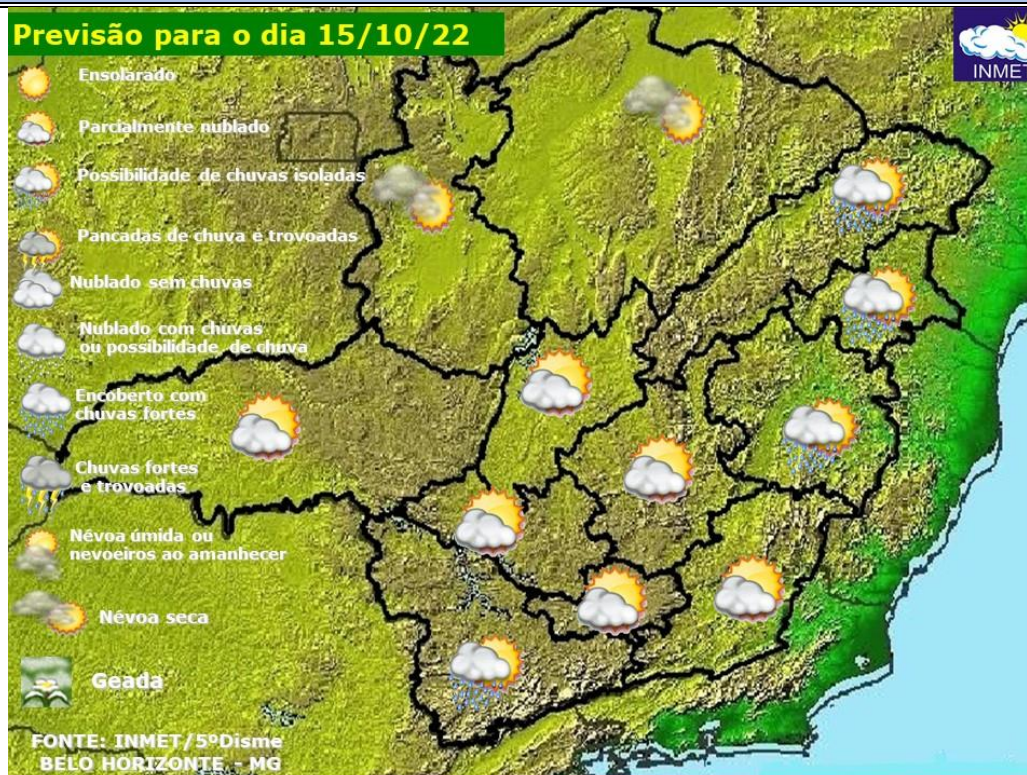 Previsão para o dia 15/10/22
INMET
Ensolarado
Parcialmente nublado
Possibilidade de chuvas isoladas
Pancadas de chuva e trovoadas
Nublado sem chuvas
Nublado com chuvas
ou possibilidade de chuva
Encoberto com
chuvas fortes
Chuvas fortes
e trovoadas
Névoa úmida ou
nevoeiros ao amanhecer
Névoa seca
Geada
FONTE: INMET/5ºDisme
BELO HORIZONTE - MG